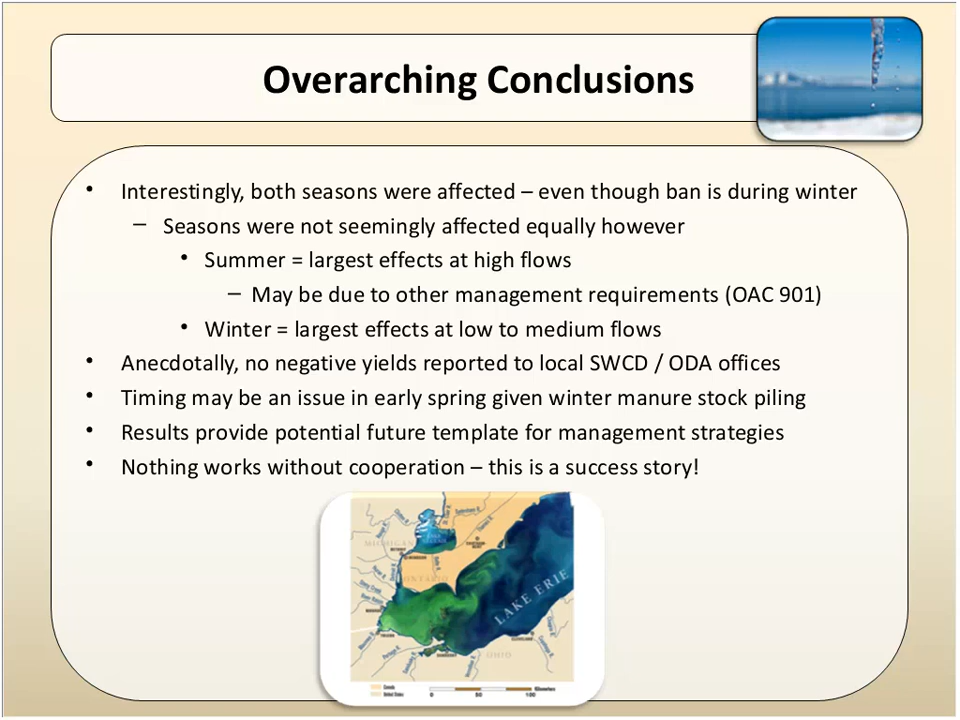 Overarching Conclusions
• Interestingly, both seasons were affected – even though ban is during winter
– Seasons were not seemingly affected equally however
• Summer = largest effects at high flows
– May be due to other management requirements (OAC 901)
• Winter = largest effects at low to medium flows
• Anecdotally, no negative yields reported to local SWCD / ODA offices
• Timing may be an issue in early spring given winter manure stock piling
• Results provide potential future template for management strategies
• Nothing works without cooperation – this is a success story!
MICHIGAN
ONTARIO
LAKE ERIE
OHIO
0 50 100